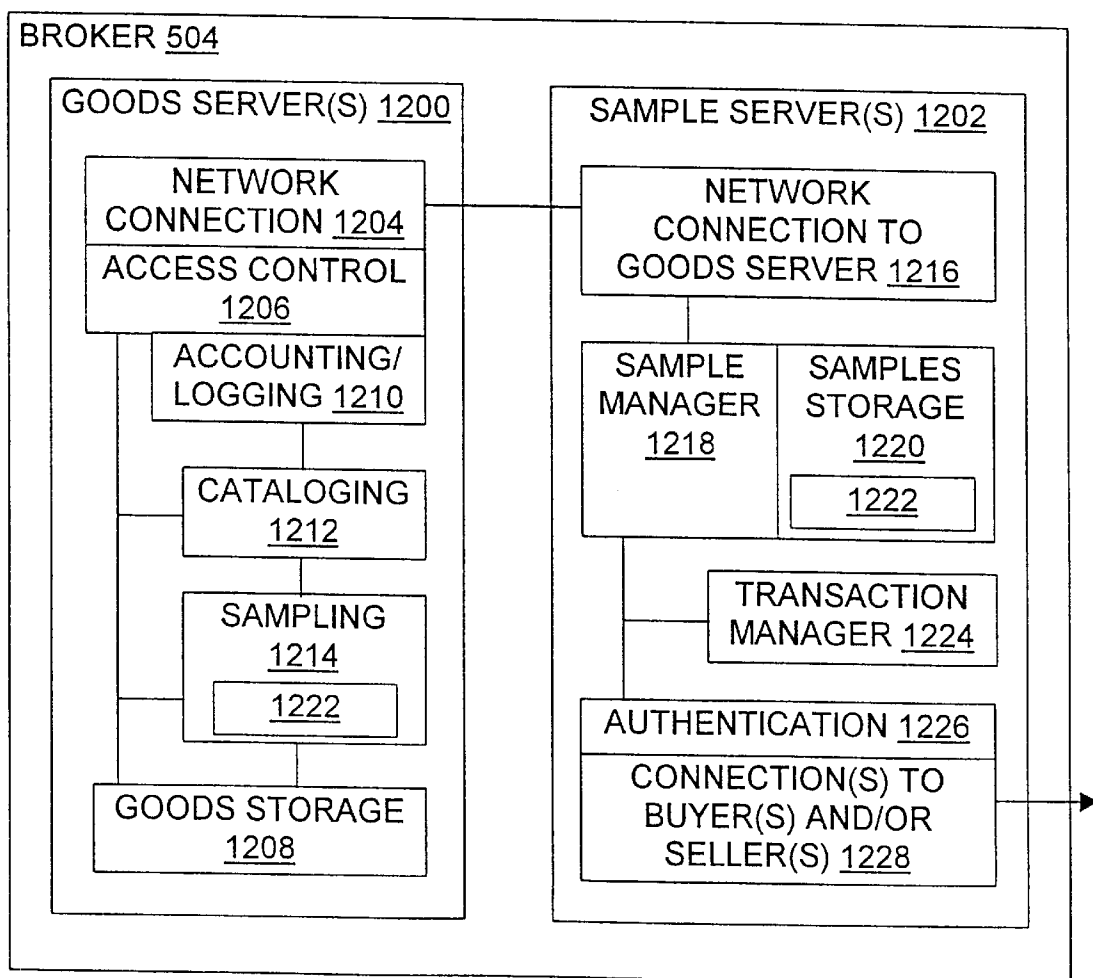 BROKER 504
GOODS SERVER(S) 1200
NETWORK
CONNECTION 1204
ACCESS CONTROL
1206
ACCOUNTING/
LOGGING 1210
CATALOGING
1212
SAMPLING
1214
1222
GOODS STORAGE
1208
SAMPLE SERVER(S) 1202
NETWORK
CONNECTION TO
GOODS SERVER 1216
SAMPLE
MANAGER
1218
SAMPLES
STORAGE
1220
1222
TRANSACTION
MANAGER 1224
AUTHENTICATION 1226
CONNECTION(S) TO
BUYER(S) AND/OR
SELLER(S) 1228